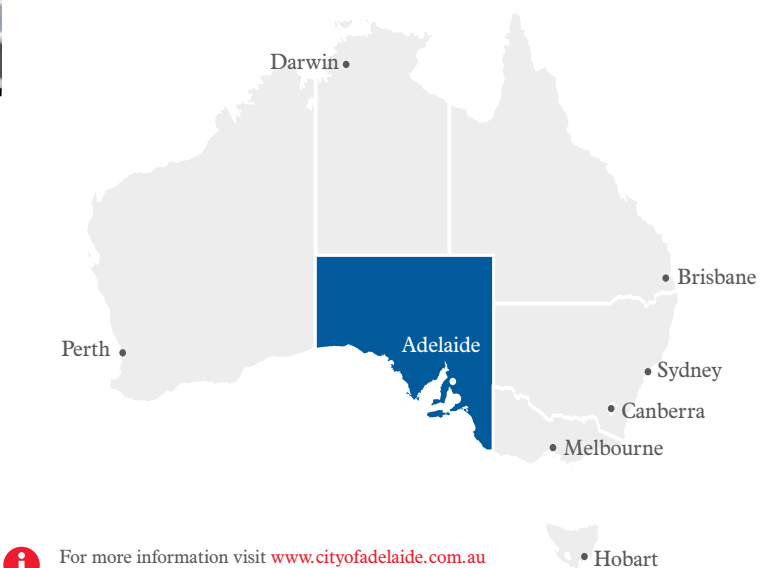 Darwin
Brisbane
Adelaide
Perth
Sydney
Canberra
Melbourne
i For more information visit www.cityofadelaide.com.au
Hobart